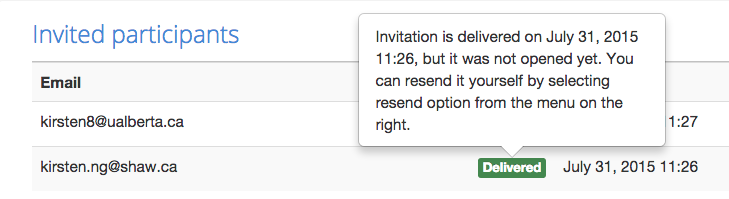 Invited participants
Invitation is delivered on July 31, 2015
11:26, but it was not opened yet. You
can resend it yourself by selecting
resend option from the menu on the
right.
Email
kirsten8@ualberta.ca 1:27
kirsten.ng@shaw.ca Delivered July 31, 2015 11:26